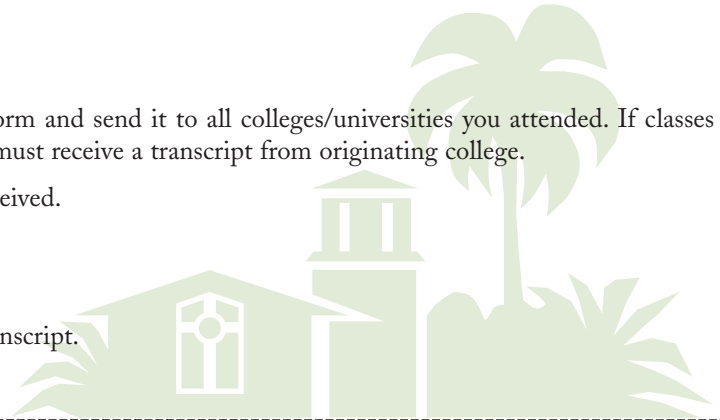 orm and send it to all colleges/universities you attended. If classes
must receive a transcript from originating college.
eived.
nscript.